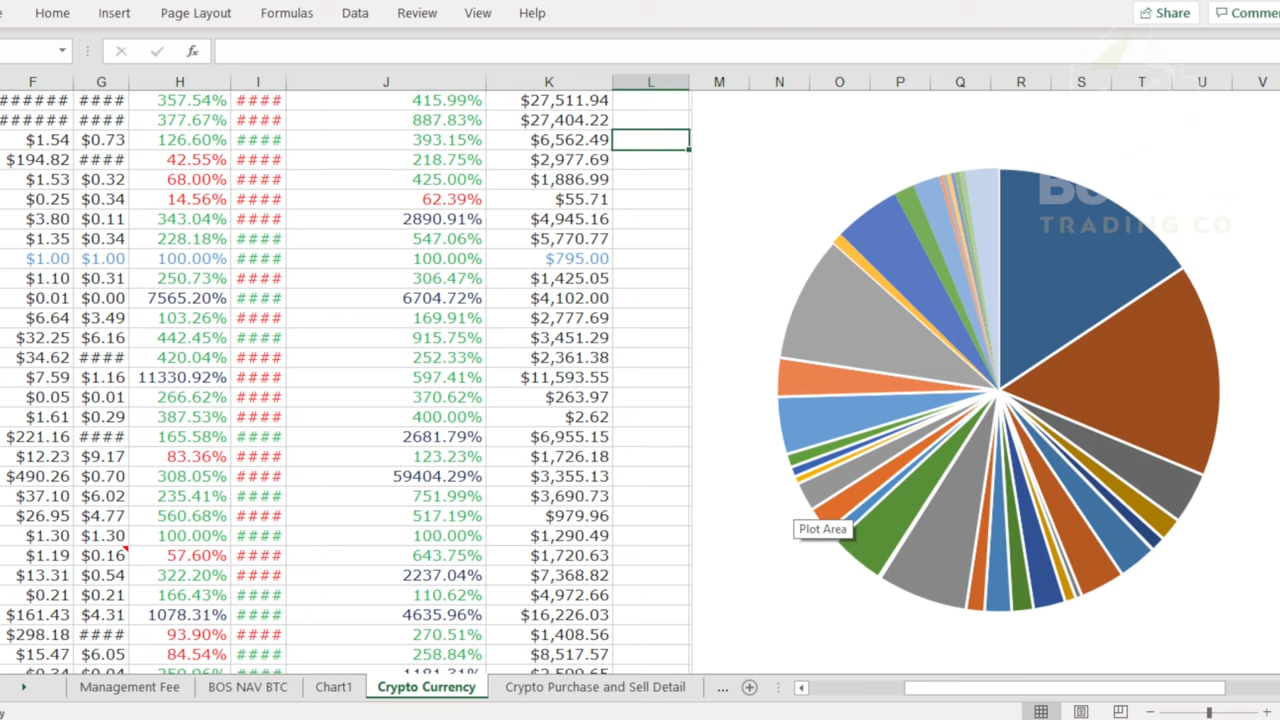 Home Insert Page Layout Formulas Data Review View Help Share Comme
fx
F G H I J K L M N O P Q R S T U V
###### #### 357.54% #### 415.99% $27,511.94
###### #### 377.67% #### 887.83% $27,404.22
$1.54 $0.73 126.60% #### 393.15% $6,562.49
$194.82 #### 42.55% #### 218.75% $2,977.69
$1.53 $0.32 68.00% #### 425.00% $1,886.99
$0.25 $0.34 14.56% #### 62.39% $55.71
$3.80 $0.11 343.04% #### 2890.91% $4,945.16
$1.35 $0.34 228.18% #### 547.06% $5,770.77
$1.00 $1.00 100.00% #### 100.00% $795.00
$1.10 $0.31 250.73% #### 306.47% $1,425.05
$0.01 $0.00 7565.20% #### 6704.72% $4,102.00
$6.64 $3.49 103.26% #### 169.91% $2,777.69
$32.25 $6.16 442.45% #### 915.75% $3,451.29
$34.62 #### 420.04% #### 252.33% $2,361.38
$7.59 $1.16 11330.92% #### 597.41% $11,593.55
$0.05 $0.01 266.62% #### 370.62% $263.97
$1.61 $0.29 387.53% #### 400.00% $2.62
$221.16 #### 165.58% #### 2681.79% $6,955.15
$12.23 $9.17 83.36% #### 123.23% $1,726.18
$490.26 $0.70 308.05% #### 59404.29% $3,355.13
$37.10 $6.02 235.41% #### 751.99% $3,690.73
$26.95 $4.77 560.68% #### 517.19% $979.96
$1.30 $1.30 100.00% #### 100.00% $1,290.49
$1.19 $0.16 57.60% #### 643.75% $1,720.63
$13.31 $0.54 322.20% #### 2237.04% $7,368.82
$0.21 $0.21 166.43% #### 110.62% $4,972.66
$161.43 $4.31 1078.31% #### 4635.96% $16,226.03
$298.18 #### 93.90% #### 270.51% $1,408.56
$15.47 $6.05 84.54% #### 258.84% $8,517.57
TRADING CO
Plot Area
Management Fee BOS NAV BTC Chart1 Crypto Currency Crypto Purchase and Sell Detail ...